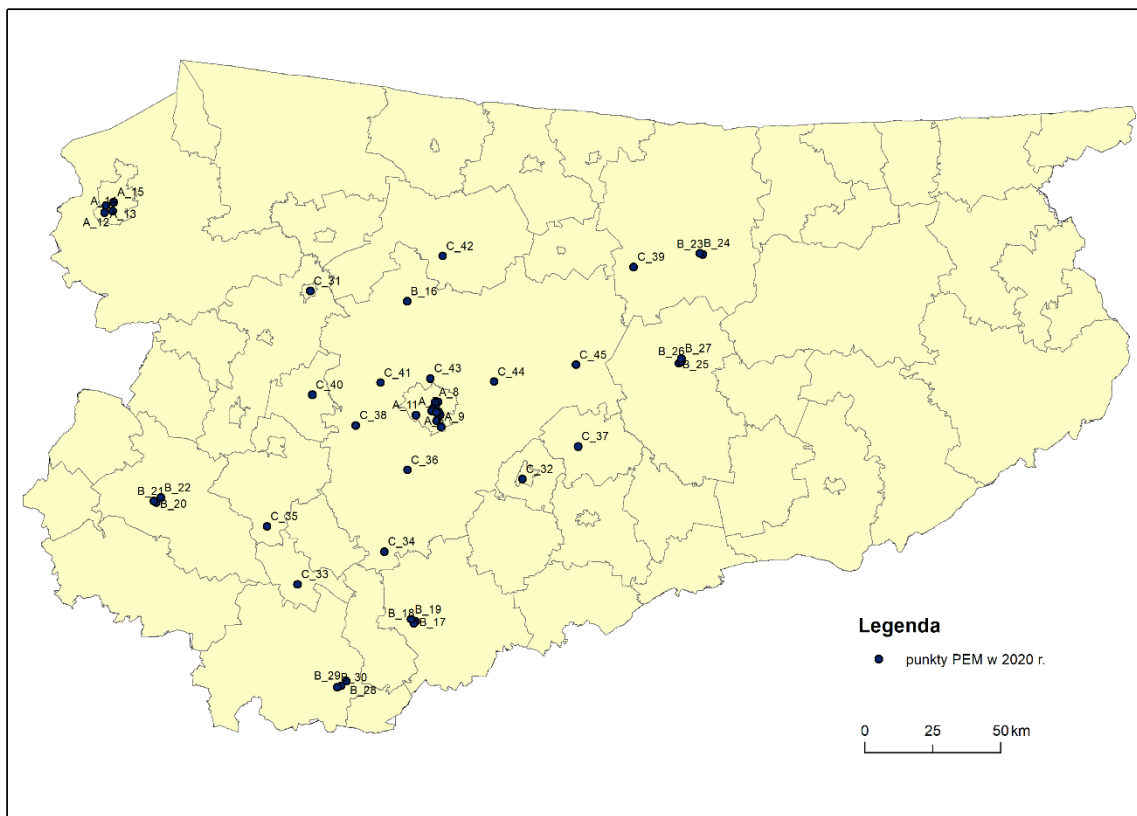 A_15
A_13
A_12
C_42
C_39
B_23
B_24
C_31
B_16
B_26
B_27
B_25
C_45
C_43
C_44
C_41
C_40
A_8
A_11
A_9
C_38
C_37
C_36
C_32
B_21
B_22
B_20
C_35
C_34
C_33
B_18
B_19
B_17
B_29
B_30
B_28
Legenda
punkty PEM w 2020 r.
0 25 50 km